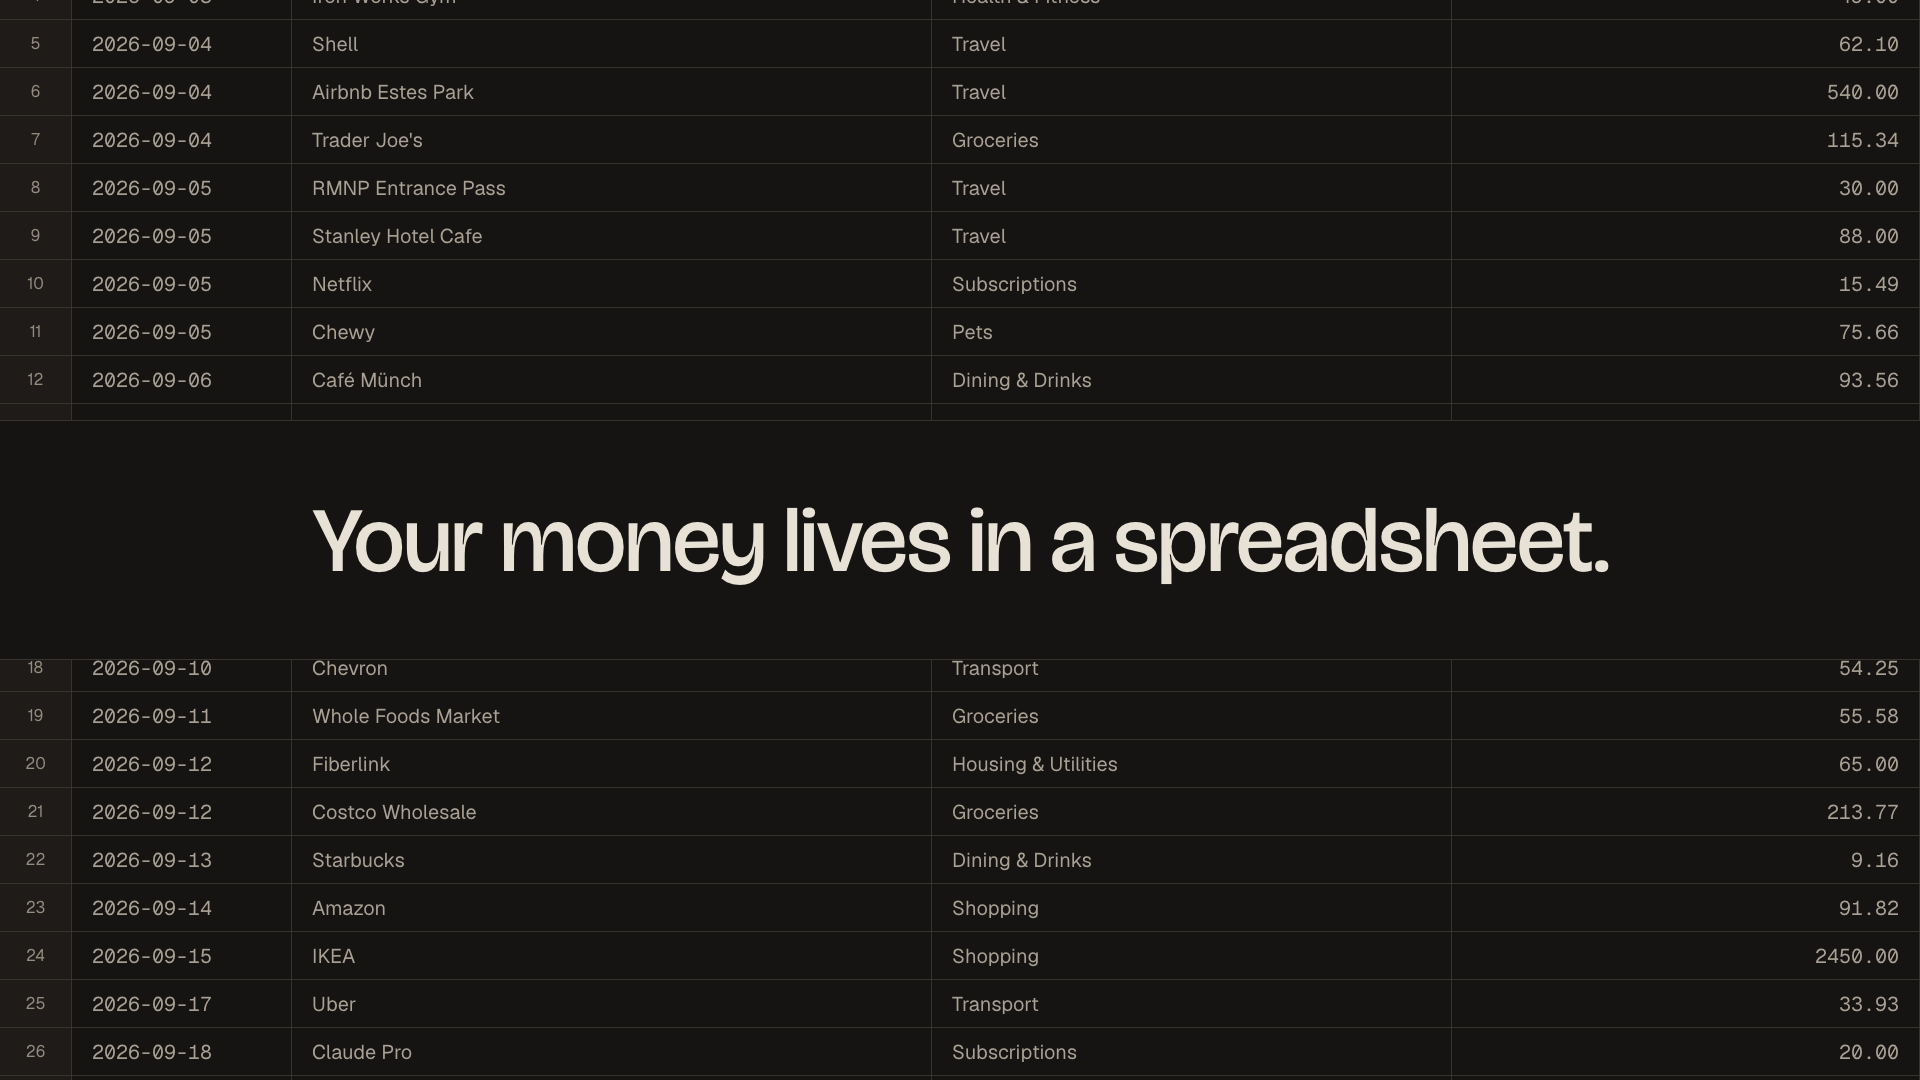 5 2026-09-04 Shell Travel 62.10
6 2026-09-04 Airbnb Estes Park Travel 540.00
7 2026-09-04 Trader Joe's Groceries 115.34
8 2026-09-05 RMNP Entrance Pass Travel 30.00
9 2026-09-05 Stanley Hotel Cafe Travel 88.00
10 2026-09-05 Netflix Subscriptions 15.49
11 2026-09-05 Chewy Pets 75.66
12 2026-09-06 Café Münch Dining & Drinks 93.56
Your money lives in a spreadsheet.
18 2026-09-10 Chevron Transport 54.25
19 2026-09-11 Whole Foods Market Groceries 55.58
20 2026-09-12 Fiberlink Housing & Utilities 65.00
21 2026-09-12 Costco Wholesale Groceries 213.77
22 2026-09-13 Starbucks Dining & Drinks 9.16
23 2026-09-14 Amazon Shopping 91.82
24 2026-09-15 IKEA Shopping 2450.00
25 2026-09-17 Uber Transport 33.93
26 2026-09-18 Claude Pro Subscriptions 20.00